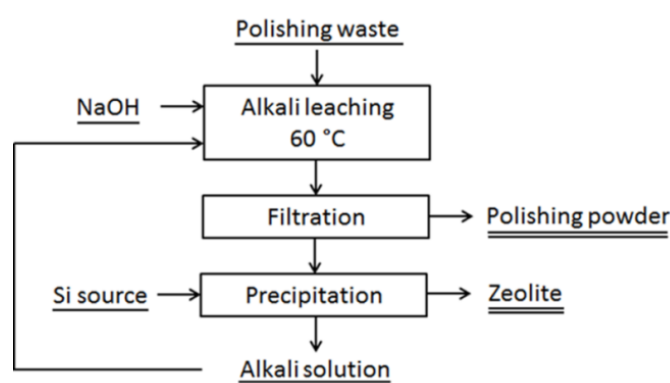 Polishing waste
NaOH
Alkali leaching
60 °C
Filtration
Polishing powder
Si source
Precipitation
Zeolite
Alkali solution